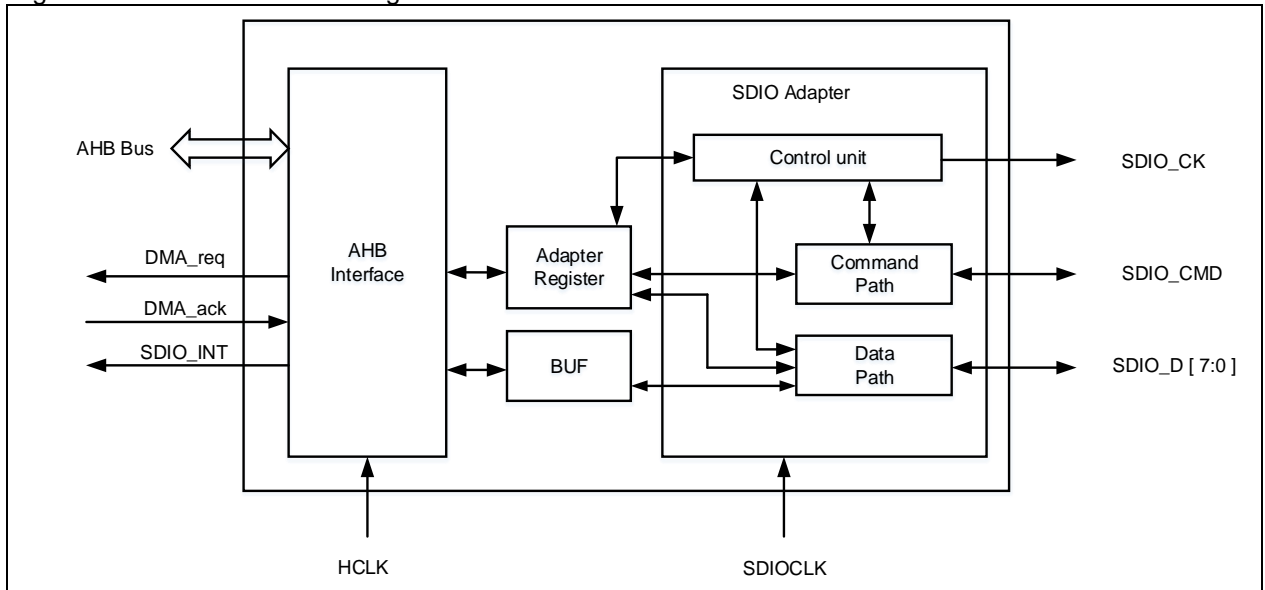 SDIO Adapter
AHB Bus
Control unit
SDIO_CK
DMA_req
AHB
Interface
Adapter
Register
Command
Path
SDIO_CMD
DMA_ack
SDIO_INT
BUF
Data
Path
SDIO_D [ 7:0 ]
HCLK
SDIOCLK